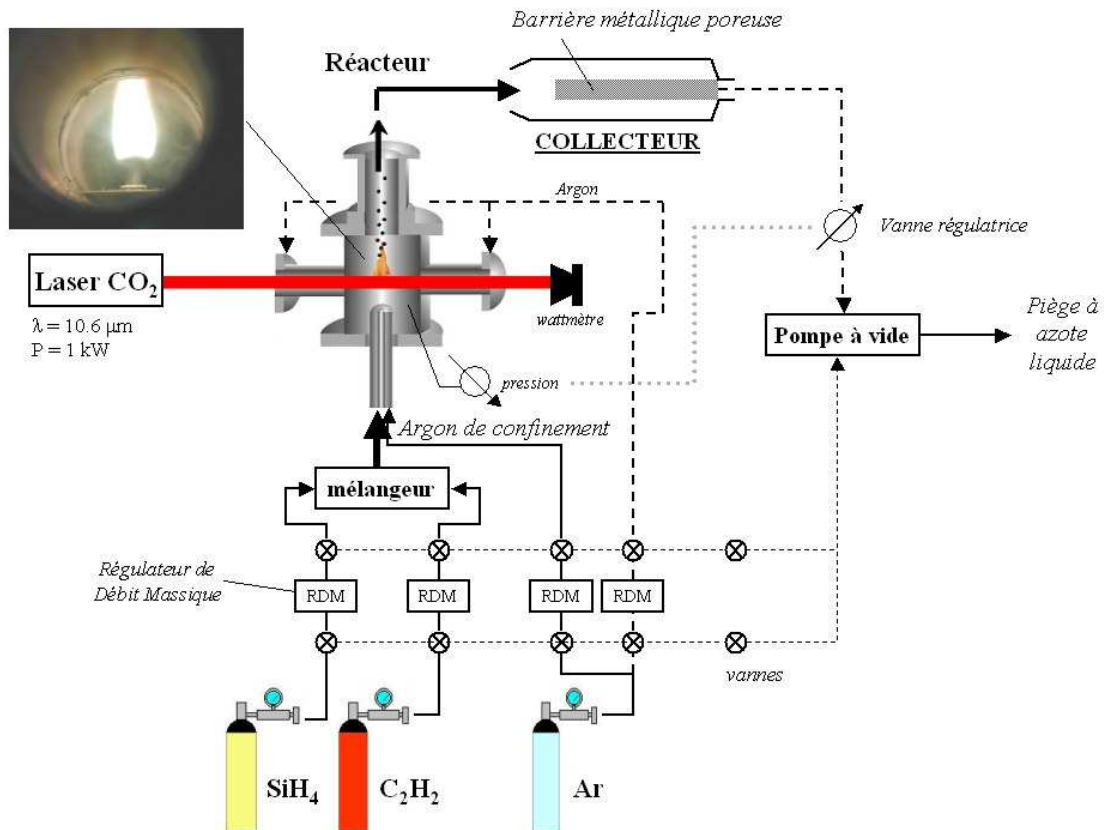 Barrière métallique poreuse
Réacteur
COLLECTEUR
Argon
Vanne régulatrice
Laser CO₂
λ = 10.6 µm
P = 1 kW
wattmètre
Pompe à vide
Piège à
azote
liquide
pression
Argon de confinement
mélangeur
Régulateur de
Débit Massique
RDM
RDM
RDM
RDM
vannes
SiH₄
C₂H₂
Ar